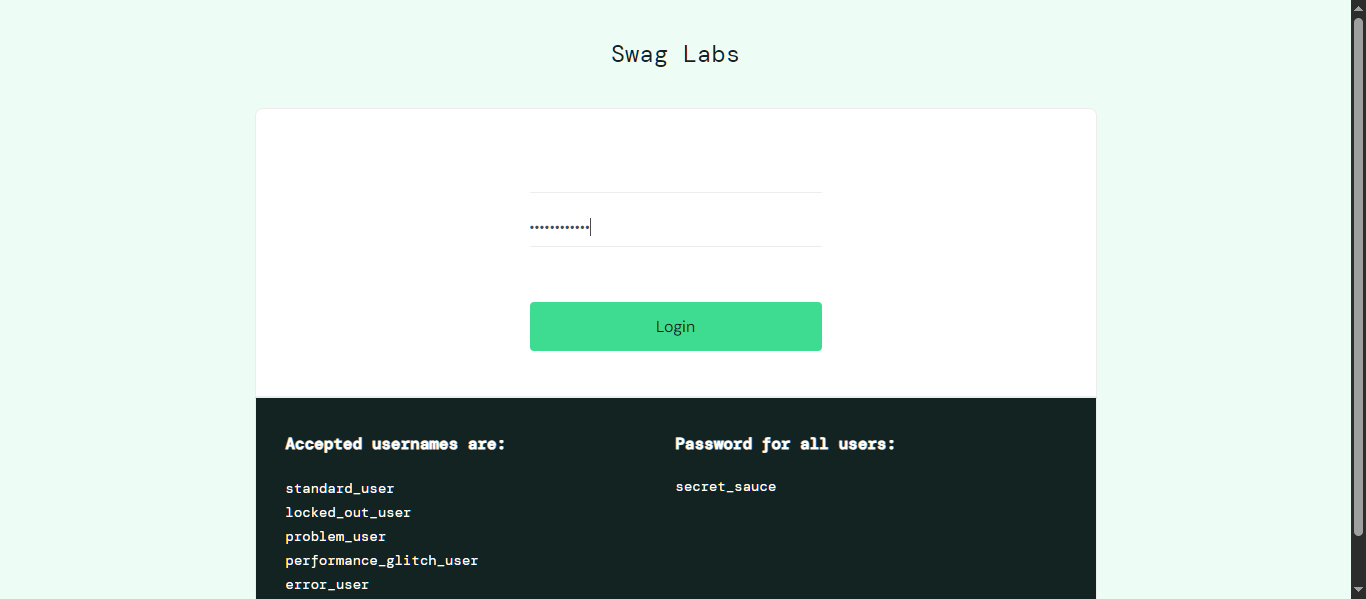 Swag Labs
••••••••••••
Login
Accepted usernames are:
standard_user
locked_out_user
problem_user
performance_glitch_user
error_user
Password for all users:
secret_sauce